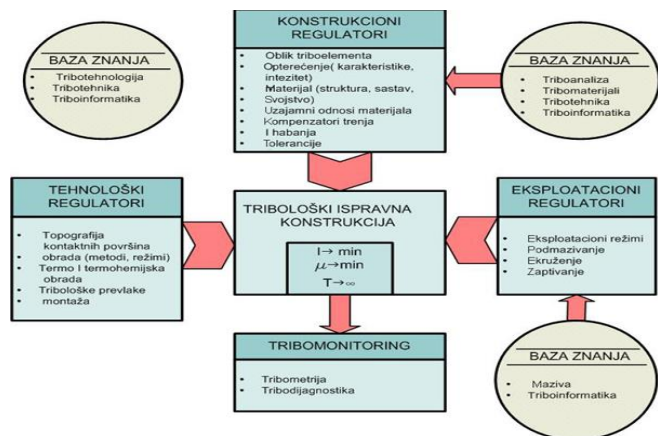 KONSTRUKCIONI
REGULATORI
• Oblik triboelementa
• Opterećenje( karakteristike,
intezitet)
• Materijal (struktura, sastav,
Svojstvo)
• Uzajamni odnosi materijala
• Kompenzatori trenja
• I habanja
• Tolerancije
BAZA ZNANJA
• Tribotehnologija
• Tribotehnika
• Triboinformatika
BAZA ZNANJA
• Triboanaliza
• Tribomaterijali
• Tribotehnika
• Triboinformatika
TEHNOLOŠKI
REGULATORI
• Topografija
kontaktnih površina
• obrada (metodi, režimi)
• Termo I termohemijska
obrada
• Tribološke prevlake
• montaža
TRIBOLOŠKI ISPRAVNA
KONSTRUKCIJA
I→ min
μ→min
T→∞
EKSPLOATACIONI
REGULATORI
• Eksploatacioni režimi
• Podmazivanje
• Ekruženje
• Zaptivanje
TRIBOMONITORING
• Tribometrija
• Tribodijagnostika
BAZA ZNANJA
• Maziva
• Triboinformatika